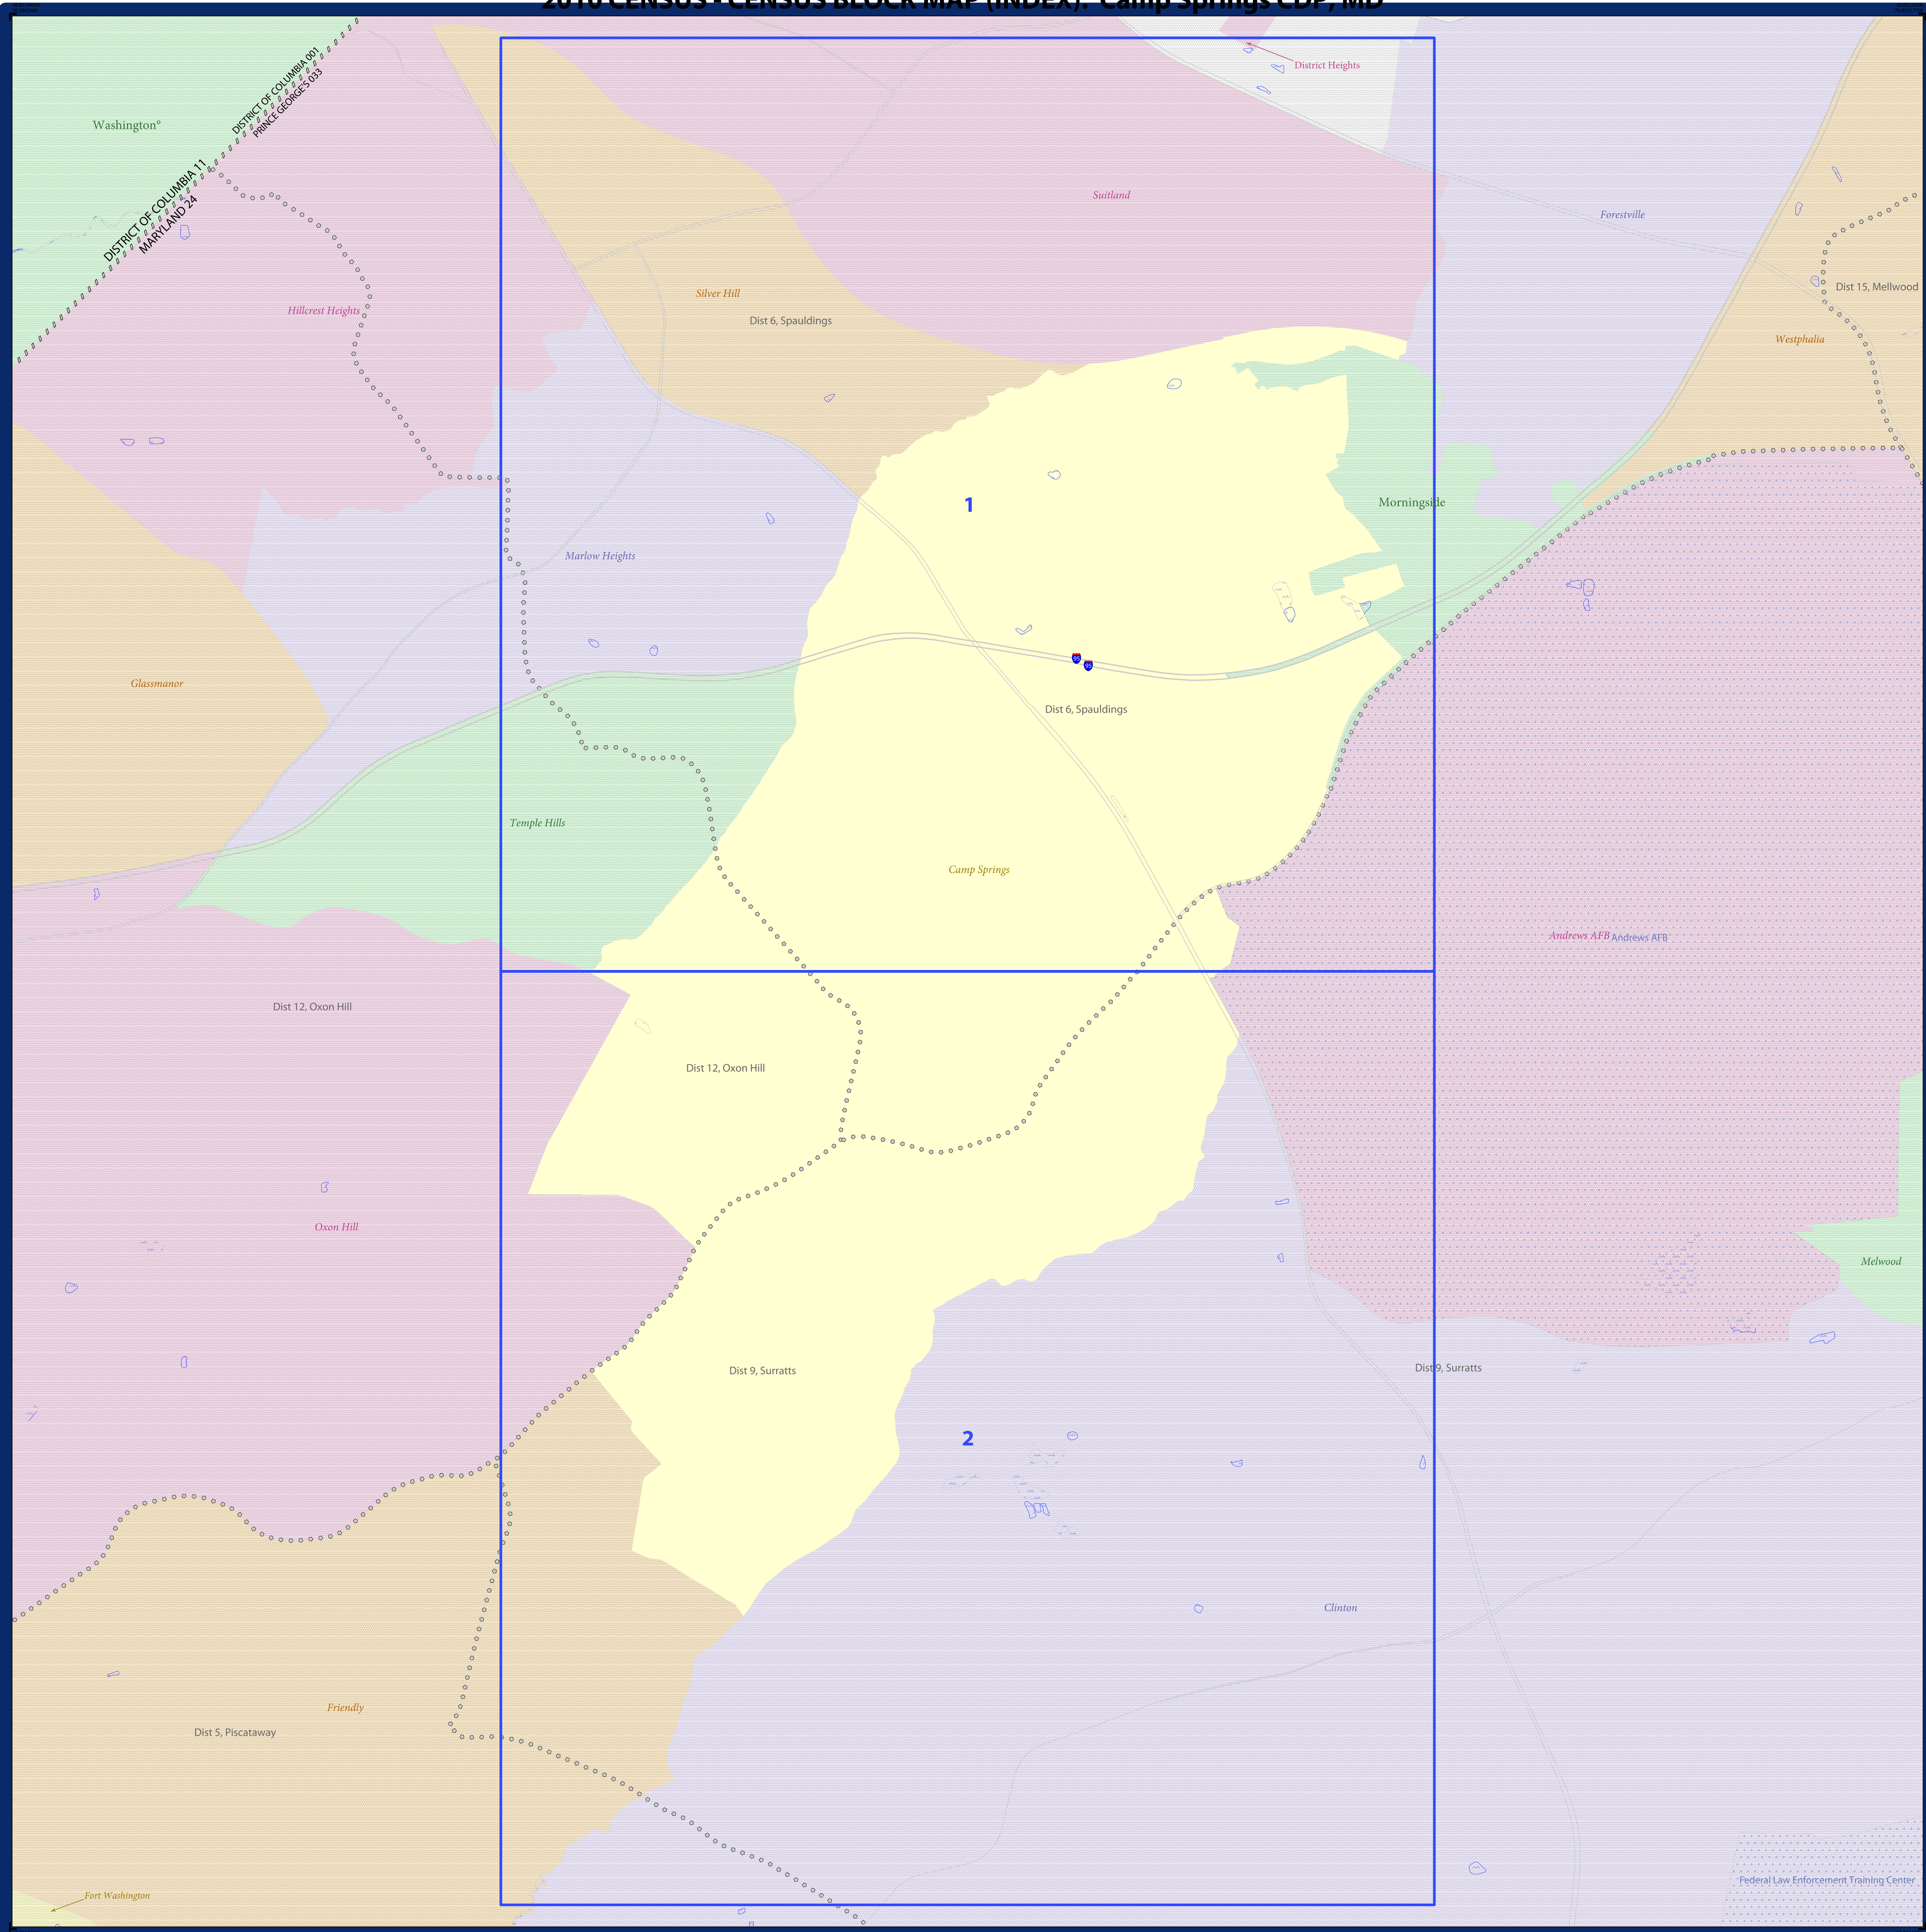 2010 CENSUS - CENSUS BLOCK MAP (INDEX): Camp Springs CDP, MD
District Heights
DISTRICT OF COLUMBIA 001
PRINCE GEORGE'S 033
Washington
DISTRICT OF COLUMBIA 11
MARYLAND 24
Suitland
Forestville
Dist 15, Mellwood
Silver Hill
Hillcrest Heights
Dist 6, Spauldings
Westphalia
1
Morningside
Marlow Heights
95
95
Glassmanor
Dist 6, Spauldings
Temple Hills
Camp Springs
Andrews AFB
Andrews AFB
Dist 12, Oxon Hill
Dist 12, Oxon Hill
Oxon Hill
Melwood
Dist 9, Surratts
Dist 9, Surratts
2
Clinton
Friendly
Dist 5, Piscataway
Federal Law Enforcement Training Center
Fort Washington